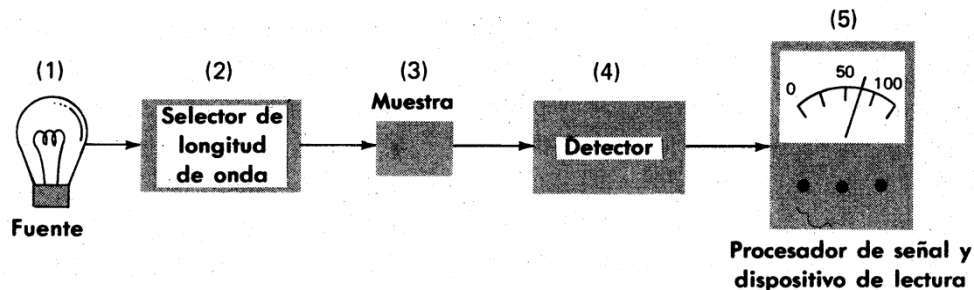 (1)
Fuente
(2)
Selector de
longitud
de onda
(3)
Muestra
(4)
Detector
(5)
0
50
100
Procesador de señal y
dispositivo de lectura